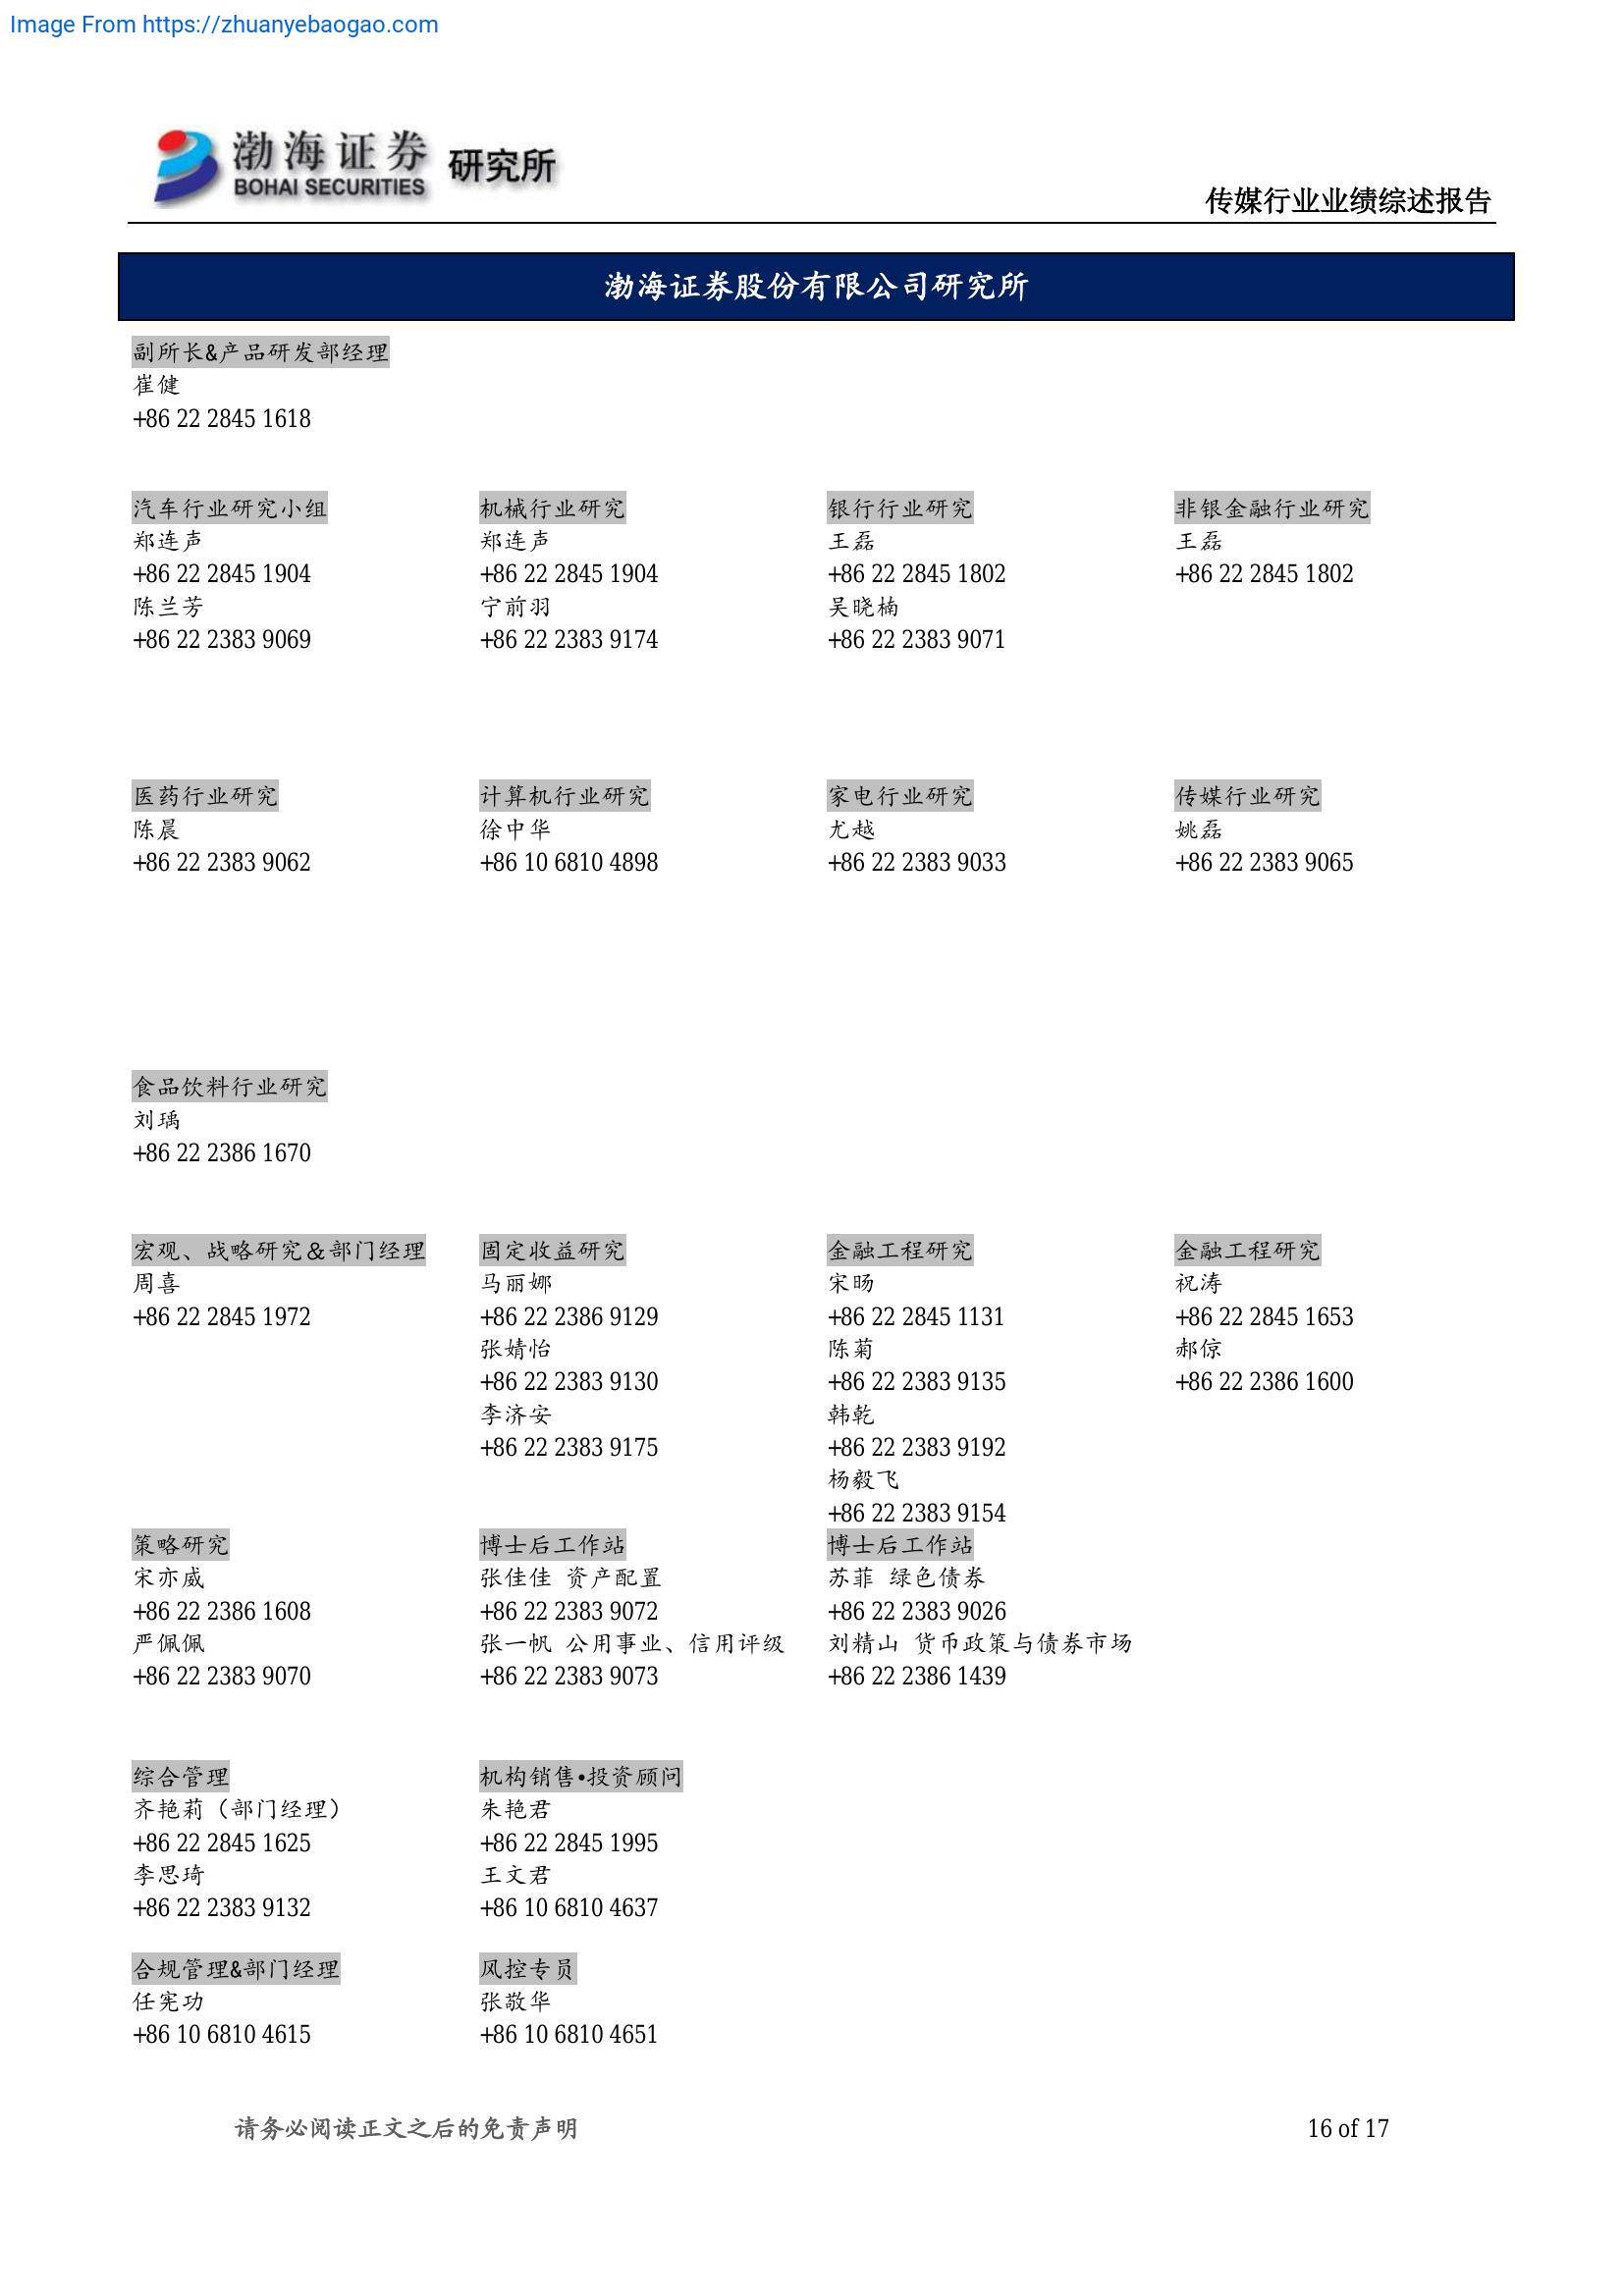 Image From https://zhuanyebaogao.com
渤海证券 研究所
BOHAI SECURITIES
传媒行业业绩综述报告
渤海证券股份有限公司研究所
副所长&产品研发部经理
崔健
+86 22 2845 1618
汽车行业研究小组
郑连声
+86 22 2845 1904
陈兰芳
+86 22 2383 9069
机械行业研究
郑连声
+86 22 2845 1904
宁前羽
+86 22 2383 9174
银行行业研究
王磊
+86 22 2845 1802
吴晓楠
+86 22 2383 9071
非银金融行业研究
王磊
+86 22 2845 1802
医药行业研究
陈晨
+86 22 2383 9062
计算机行业研究
徐中华
+86 10 6810 4898
家电行业研究
尤越
+86 22 2383 9033
传媒行业研究
姚磊
+86 22 2383 9065
食品饮料行业研究
刘瑀
+86 22 2386 1670
宏观、战略研究＆部门经理
周喜
+86 22 2845 1972
固定收益研究
马丽娜
+86 22 2386 9129
张婧怡
+86 22 2383 9130
李济安
+86 22 2383 9175
金融工程研究
宋旸
+86 22 2845 1131
陈菊
+86 22 2383 9135
韩乾
+86 22 2383 9192
杨毅飞
+86 22 2383 9154
金融工程研究
祝涛
+86 22 2845 1653
郝倞
+86 22 2386 1600
策略研究
宋亦威
+86 22 2386 1608
严佩佩
+86 22 2383 9070
博士后工作站
张佳佳 资产配置
+86 22 2383 9072
张一帆 公用事业、信用评级
+86 22 2383 9073
博士后工作站
苏菲 绿色债券
+86 22 2383 9026
刘精山 货币政策与债券市场
+86 22 2386 1439
综合管理
齐艳莉（部门经理）
+86 22 2845 1625
李思琦
+86 22 2383 9132
机构销售•投资顾问
朱艳君
+86 22 2845 1995
王文君
+86 10 6810 4637
合规管理&部门经理
任宪功
+86 10 6810 4615
风控专员
张敬华
+86 10 6810 4651
请务必阅读正文之后的免责声明
16 of 17